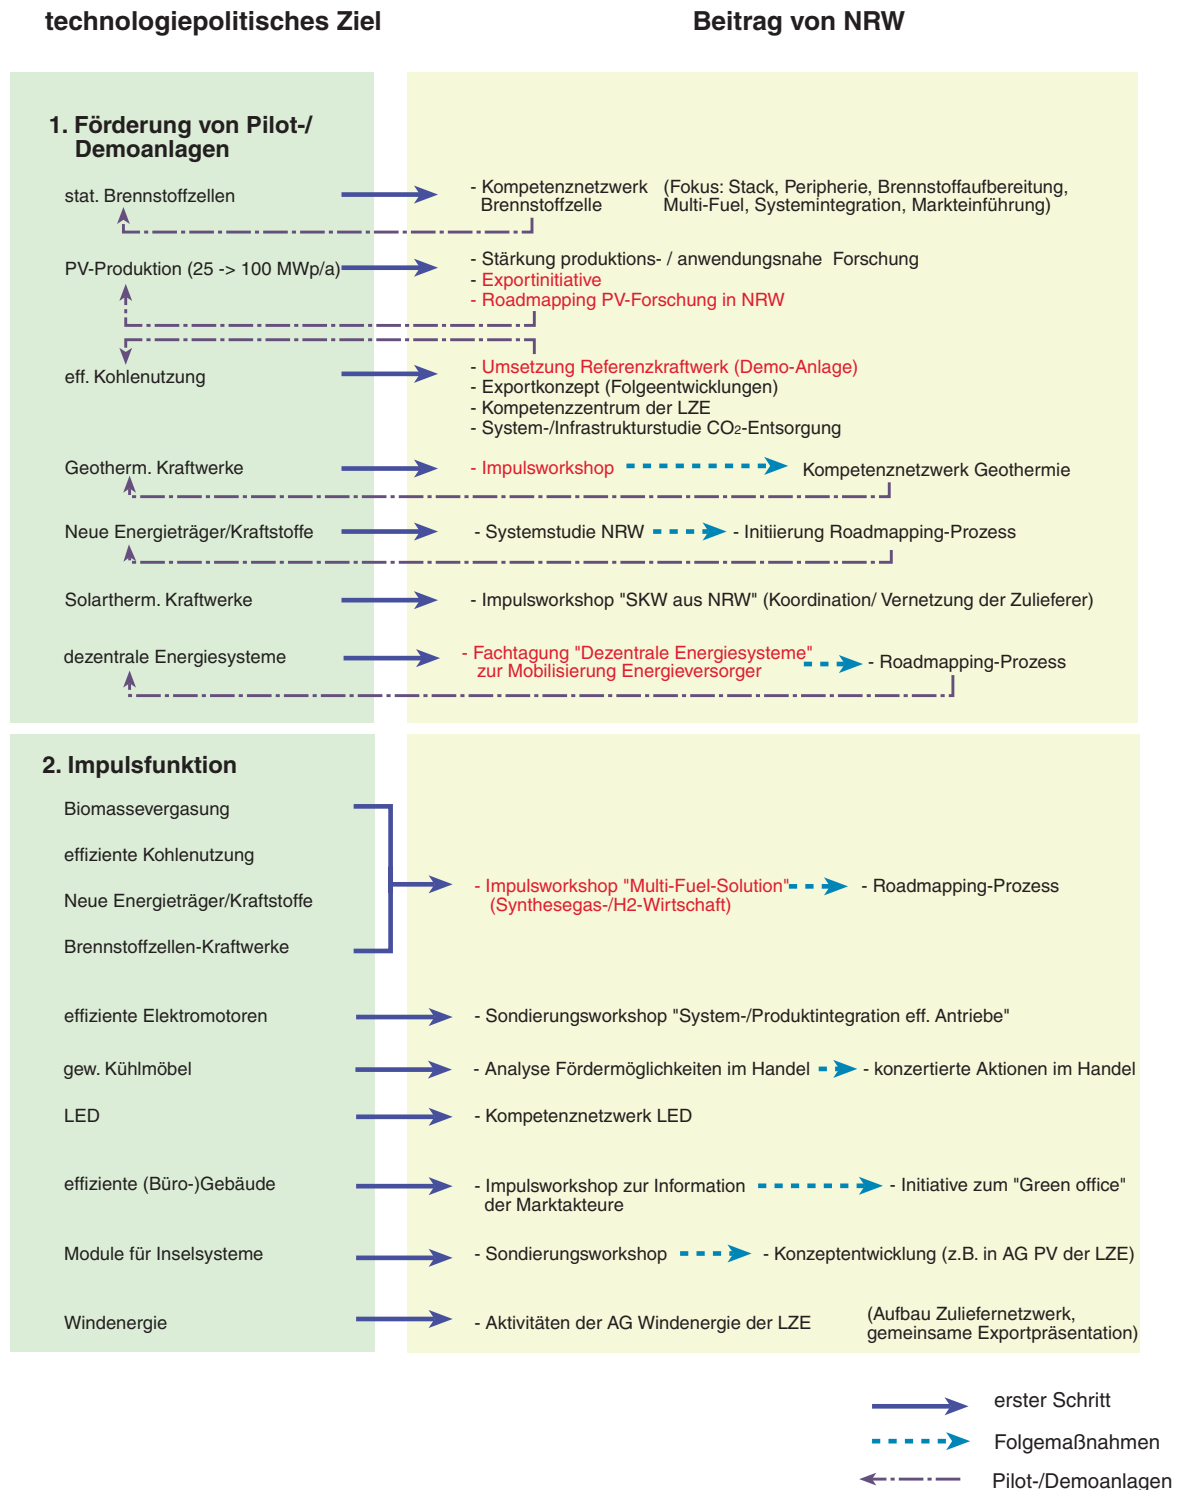 technologiepolitisches Ziel
Beitrag von NRW
1. Förderung von Pilot-/
Demoanlagen
stat. Brennstoffzellen
- Kompetenznetzwerk (Fokus: Stack, Peripherie, Brennstoffaufbereitung,
Brennstoffzelle Multi-Fuel, Systemintegration, Markteinführung)
PV-Produktion (25 -> 100 MWp/a)
- Stärkung produktions- / anwendungsnahe Forschung
- Exportinitiative
- Roadmapping PV-Forschung in NRW
eff. Kohlenutzung
- Umsetzung Referenzkraftwerk (Demo-Anlage)
- Exportkonzept (Folgeentwicklungen)
- Kompetenzzentrum der LZE
- System-/Infrastrukturstudie CO2-Entsorgung
Geotherm. Kraftwerke
- Impulsworkshop
Kompetenznetzwerk Geothermie
Neue Energieträger/Kraftstoffe
- Systemstudie NRW
- Initiierung Roadmapping-Prozess
Solartherm. Kraftwerke
- Impulsworkshop "SKW aus NRW" (Koordination/ Vernetzung der Zulieferer)
dezentrale Energiesysteme
- Fachtagung "Dezentrale Energiesysteme"
zur Mobilisierung Energieversorger
- Roadmapping-Prozess
2. Impulsfunktion
Biomassevergasung
effiziente Kohlenutzung
Neue Energieträger/Kraftstoffe
Brennstoffzellen-Kraftwerke
- Impulsworkshop "Multi-Fuel-Solution"
(Synthesegas-/H2-Wirtschaft)
- Roadmapping-Prozess
effiziente Elektromotoren
- Sondierungsworkshop "System-/Produktintegration eff. Antriebe"
gew. Kühlmöbel
- Analyse Fördermöglichkeiten im Handel
- konzertierte Aktionen im Handel
LED
- Kompetenznetzwerk LED
effiziente (Büro-)Gebäude
- Impulsworkshop zur Information
der Marktakteure
- Initiative zum "Green office"
Module für Inselsysteme
- Sondierungsworkshop
- Konzeptentwicklung (z.B. in AG PV der LZE)
Windenergie
- Aktivitäten der AG Windenergie der LZE
(Aufbau Zuliefernetzwerk,
gemeinsame Exportpräsentation)
erster Schritt
Folgemaßnahmen
Pilot-/Demoanlagen